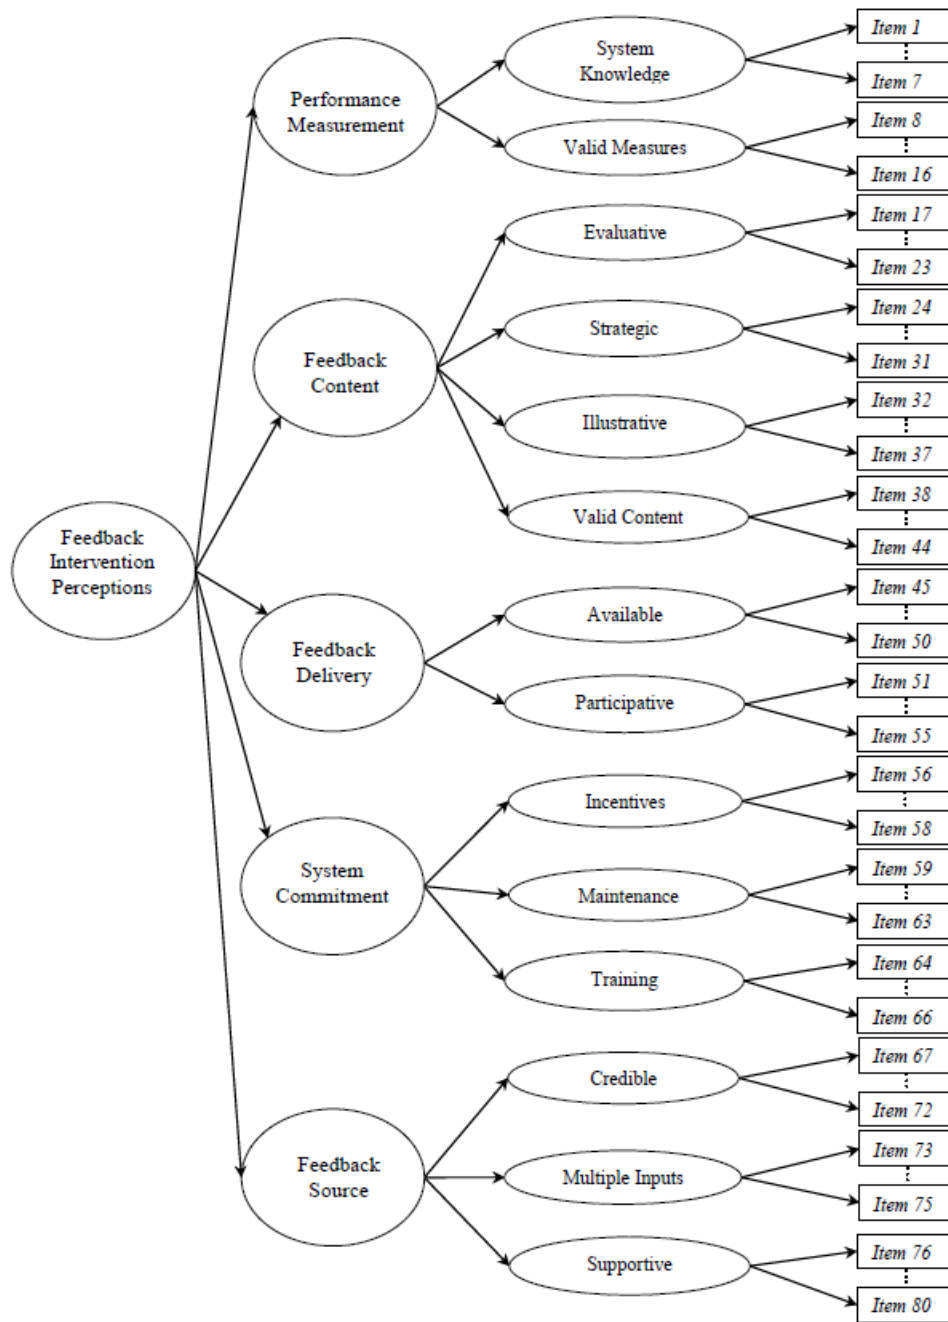 Feedback
Intervention
Perceptions
Performance
Measurement
System
Knowledge
Item 1
Item 7
Valid Measures
Item 8
Item 16
Feedback
Content
Evaluative
Item 17
Item 23
Strategic
Item 24
Item 31
Illustrative
Item 32
Item 37
Valid Content
Item 38
Item 44
Feedback
Delivery
Available
Item 45
Item 50
Participative
Item 51
Item 55
System
Commitment
Incentives
Item 56
Item 58
Maintenance
Item 59
Item 63
Training
Item 64
Item 66
Feedback
Source
Credible
Item 67
Item 72
Multiple Inputs
Item 73
Item 75
Supportive
Item 76
Item 80